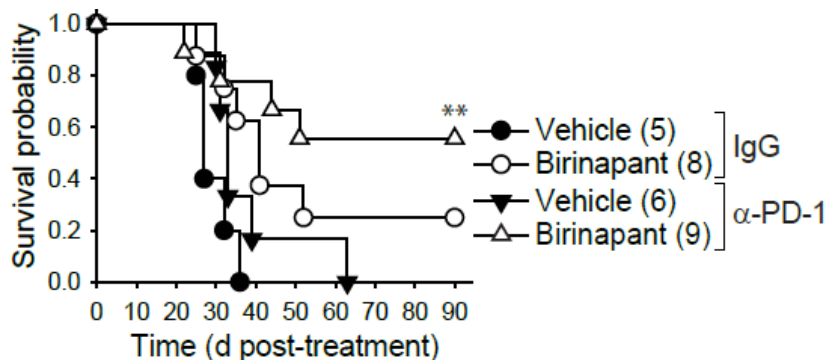 Survival probability
1.0
0.8
0.6
0.4
0.2
0.0
0 10 20 30 40 50 60 70 80 90
Time (d post-treatment)
**
Vehicle (5)
Birinapant (8)
IgG
Vehicle (6)
Birinapant (9)
α-PD-1